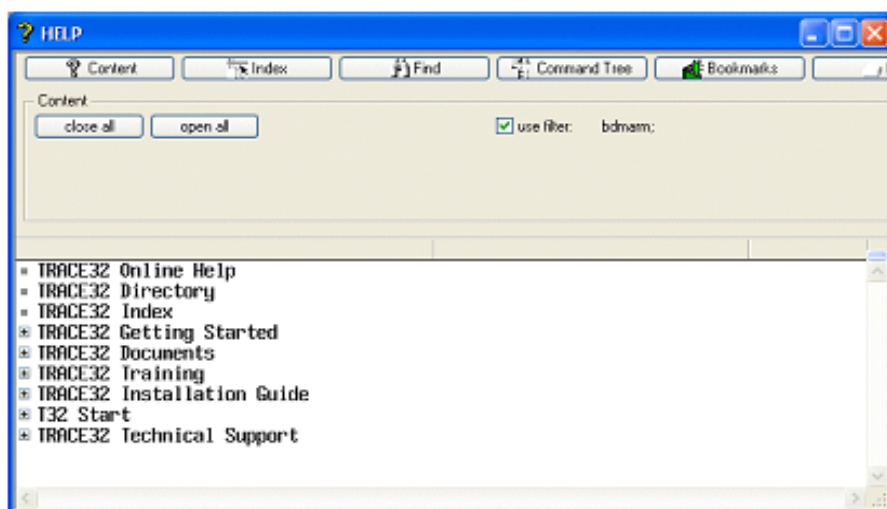 HELP
Content Index Find Command Tree Bookmarks
Content
close all open all use filter: bdmarm;
TRACE32 Online Help
TRACE32 Directory
TRACE32 Index
TRACE32 Getting Started
TRACE32 Documents
TRACE32 Training
TRACE32 Installation Guide
T32 Start
TRACE32 Technical Support